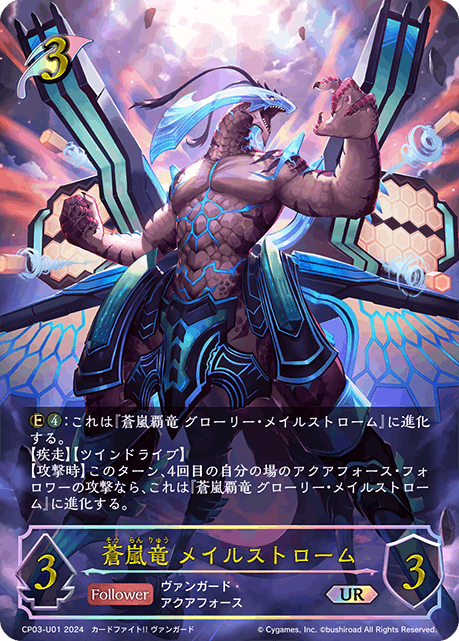 3
Ⓔ④:これは『蒼嵐覇竜 グローリー・メイルストローム』に進化
する。
【疾走】【ツインドライブ】
【攻撃時】このターン、4回目の自分の場のアクアフォース・フォ
ロワーの攻撃なら、これは『蒼嵐覇竜 グローリー・メイルストロー
ム』に進化する。
そう らん りゅう
蒼嵐竜 メイルストローム
3
Follower
ヴァンガード・
アクアフォース
UR
3
CP03-U01 2024 カードファイト!! ヴァンガード
© Cygames, Inc. ©bushiroad All Rights Reserved.